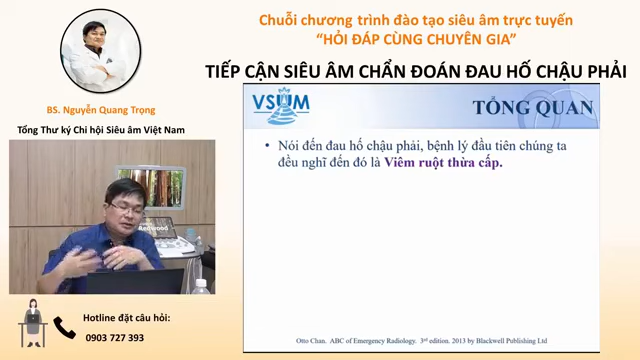 Chuỗi chương trình đào tạo siêu âm trực tuyến
“HỎI ĐÁP CÙNG CHUYÊN GIA”
TIẾP CẬN SIÊU ÂM CHẨN ĐOÁN ĐAU HỐ CHẬU PHẢI
BS. Nguyễn Quang Trọng
Tổng Thư ký Chi hội Siêu âm Việt Nam
VSUM
TỔNG QUAN
• Nói đến đau hố chậu phải, bệnh lý đầu tiên chúng ta
đều nghĩ đến đó là Viêm ruột thừa cấp.
Redwood
Hotline đặt câu hỏi:
0903 727 393
Otto Chan. ABC of Emergency Radiology. 3rd edition. 2013 by Blackwell Publishing Ltd